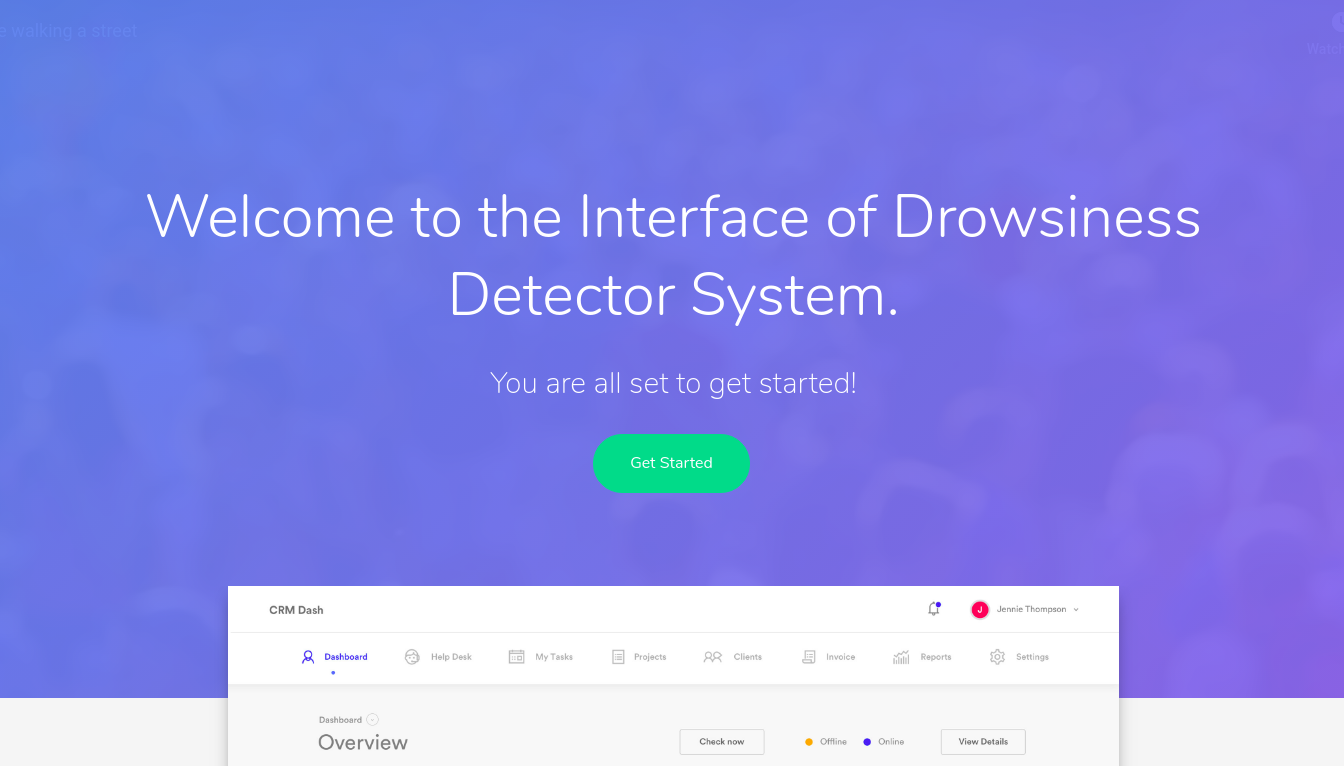 e walking a street
Watch
Welcome to the Interface of Drowsiness
Detector System.
You are all set to get started!
Get Started
CRM Dash
J Jennie Thompson
Dashboard Help Desk My Tasks Projects Clients Invoice Reports Settings
Dashboard
Overview
Check now Offline Online View Details